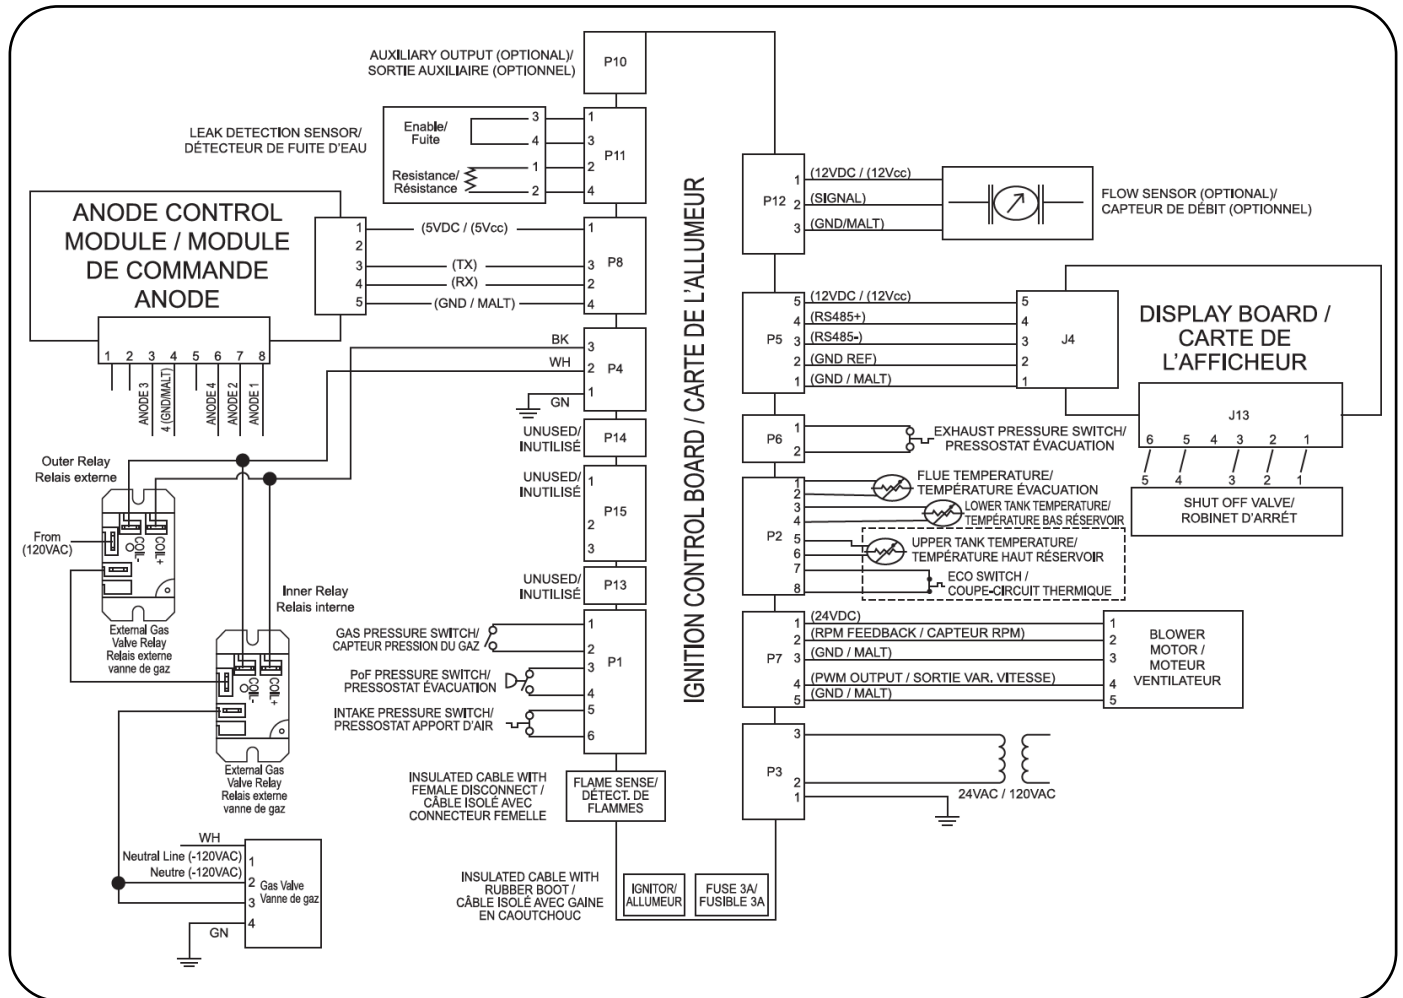 AUXILIARY OUTPUT (OPTIONAL)/
SORTIE AUXILIAIRE (OPTIONNEL)
P10
LEAK DETECTION SENSOR/
DÉTECTEUR DE FUITE D'EAU
Enable/
Fuite
Resistance/
Résistance
3
4
1
2
1
3
2
4
P11
ANODE CONTROL
MODULE / MODULE
DE COMMANDE
ANODE
1
2
3
4
5
(5VDC / (5Vcc)
(TX)
(RX)
(GND / MALT)
1
3
2
4
P8
1 2 3 4 5 6 7 8
ANODE 3
4 (GND/MALT)
ANODE 4
ANODE 2
ANODE 1
BK
WH
GN
3
2
1
P4
UNUSED/
INUTILISÉ
P14
UNUSED/
INUTILISÉ
1
2
3
P15
UNUSED/
INUTILISÉ
P13
Outer Relay
Relais externe
From
(120VAC)
COIL-
COIL+
External Gas
Valve Relay
Relais externe
vanne de gaz
Inner Relay
Relais interne
COIL-
COIL+
External Gas
Valve Relay
Relais externe
vanne de gaz
GAS PRESSURE SWITCH/
CAPTEUR PRESSION DU GAZ
PoF PRESSURE SWITCH/
PRESSOSTAT ÉVACUATION
INTAKE PRESSURE SWITCH/
PRESSOSTAT APPORT D'AIR
1
2
3
4
5
6
P1
INSULATED CABLE WITH
FEMALE DISCONNECT /
CÂBLE ISOLÉ AVEC
CONNECTEUR FEMELLE
FLAME SENSE/
DÉTECT. DE
FLAMMES
WH
Neutral Line (-120VAC)
Neutre (-120VAC)
GN
1
2
3
4
Gas Valve
Vanne de gaz
INSULATED CABLE WITH
RUBBER BOOT /
CÂBLE ISOLÉ AVEC GAINE
EN CAOUTCHOUC
IGNITOR/
ALLUMEUR
FUSE 3A/
FUSIBLE 3A
IGNITION CONTROL BOARD / CARTE DE L'ALLUMEUR
P12
1
2
3
(12VDC / (12Vcc)
(SIGNAL)
(GND/MALT)
FLOW SENSOR (OPTIONAL)/
CAPTEUR DE DÉBIT (OPTIONNEL)
P5
5
4
3
2
1
(12VDC / (12Vcc)
(RS485+)
(RS485-)
(GND REF)
(GND / MALT)
5
4
3
2
1
J4
DISPLAY BOARD /
CARTE DE
L'AFFICHEUR
J13
6 5 4 3 2 1
5 4 3 2 1
SHUT OFF VALVE/
ROBINET D'ARRÉT
P6
1
2
EXHAUST PRESSURE SWITCH/
PRESSOSTAT ÉVACUATION
P2
1
2
3
4
5
6
7
8
FLUE TEMPERATURE/
TEMPÉRATURE ÉVACUATION
LOWER TANK TEMPERATURE/
TEMPÉRATURE BAS RÉSERVOIR
UPPER TANK TEMPERATURE/
TEMPÉRATURE HAUT RÉSERVOIR
ECO SWITCH /
COUPE-CIRCUIT THERMIQUE
P7
1
2
3
4
5
(24VDC)
(RPM FEEDBACK / CAPTEUR RPM)
(GND / MALT)
(PWM OUTPUT / SORTIE VAR. VITESSE)
(GND / MALT)
1
2
3
4
5
BLOWER
MOTOR /
MOTEUR
VENTILATEUR
P3
3
2
1
24VAC / 120VAC